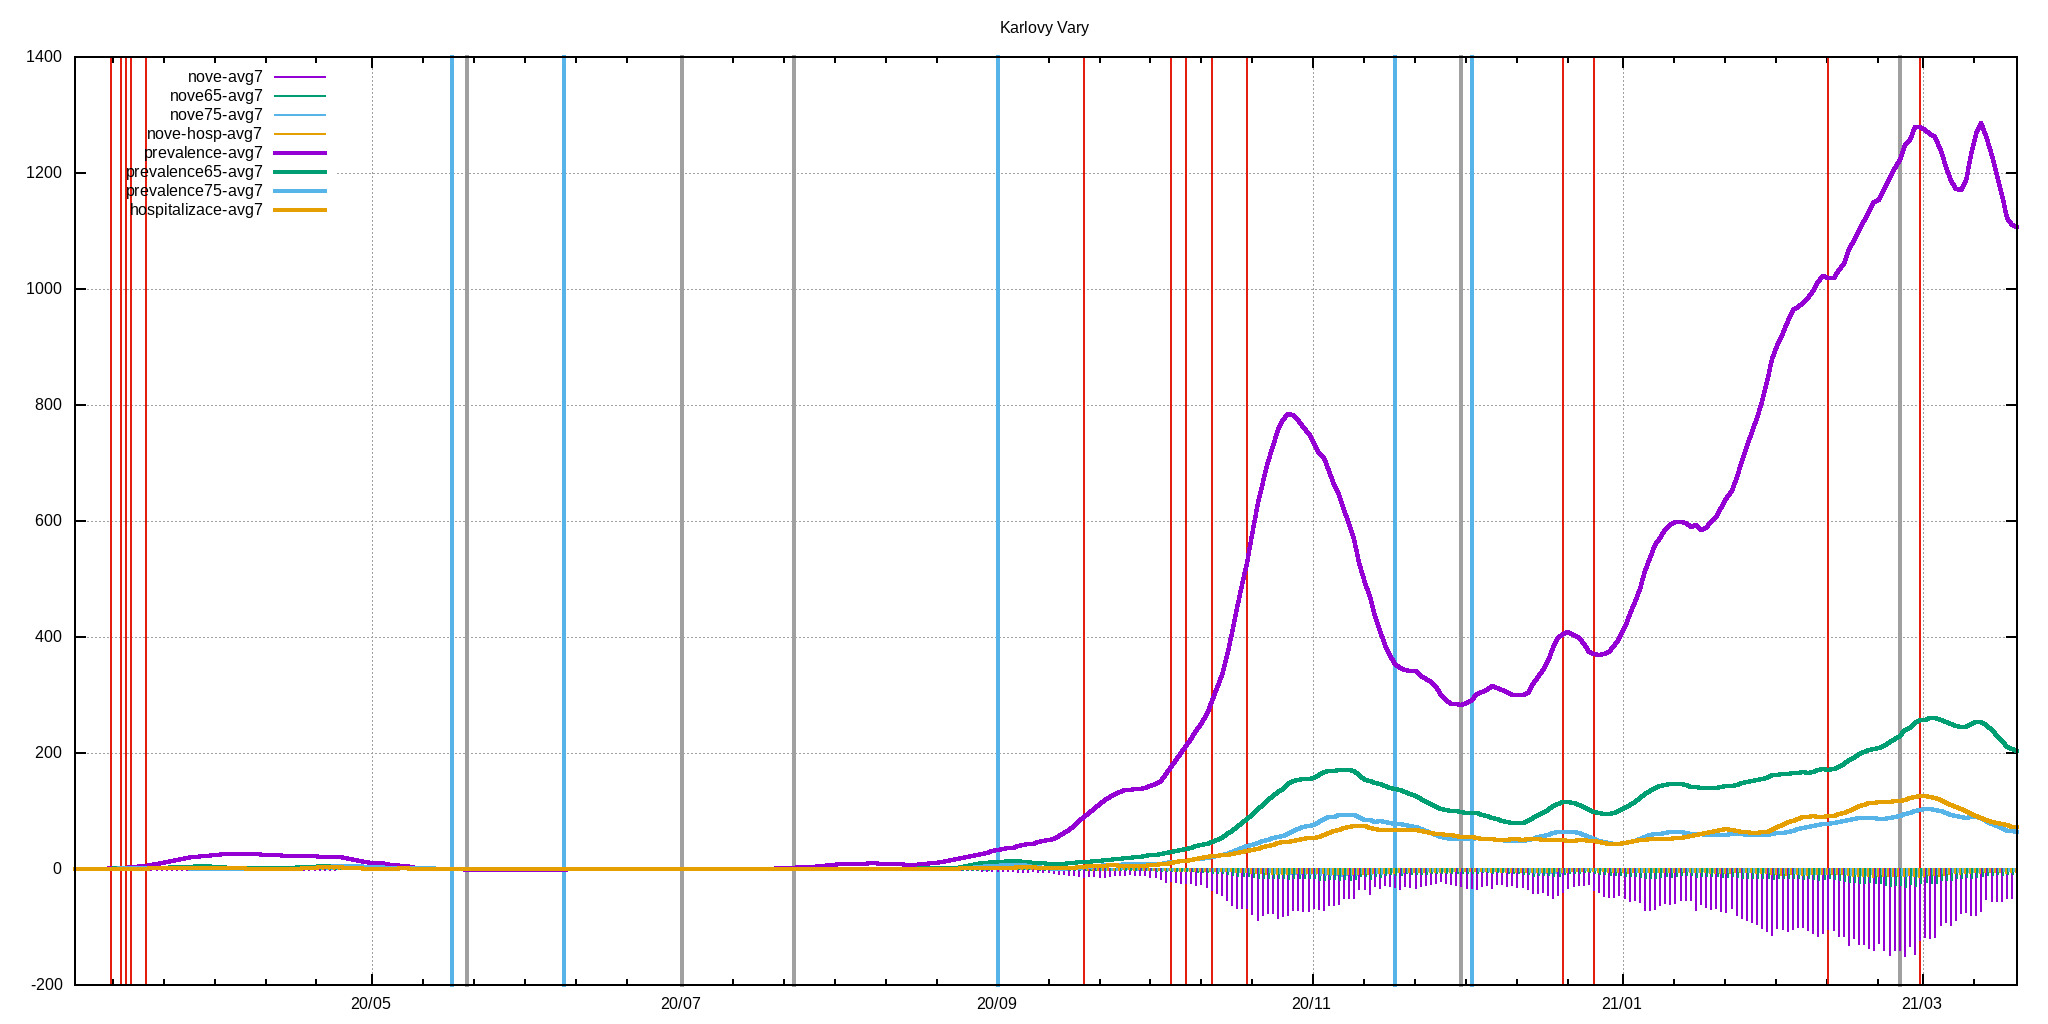 Karlovy Vary
1400
1200
1000
800
600
400
200
0
-200
nove-avg7
nove65-avg7
nove75-avg7
nove-hosp-avg7
prevalence-avg7
prevalence65-avg7
prevalence75-avg7
hospitalizace-avg7
20/05 20/07 20/09 20/11 21/01 21/03